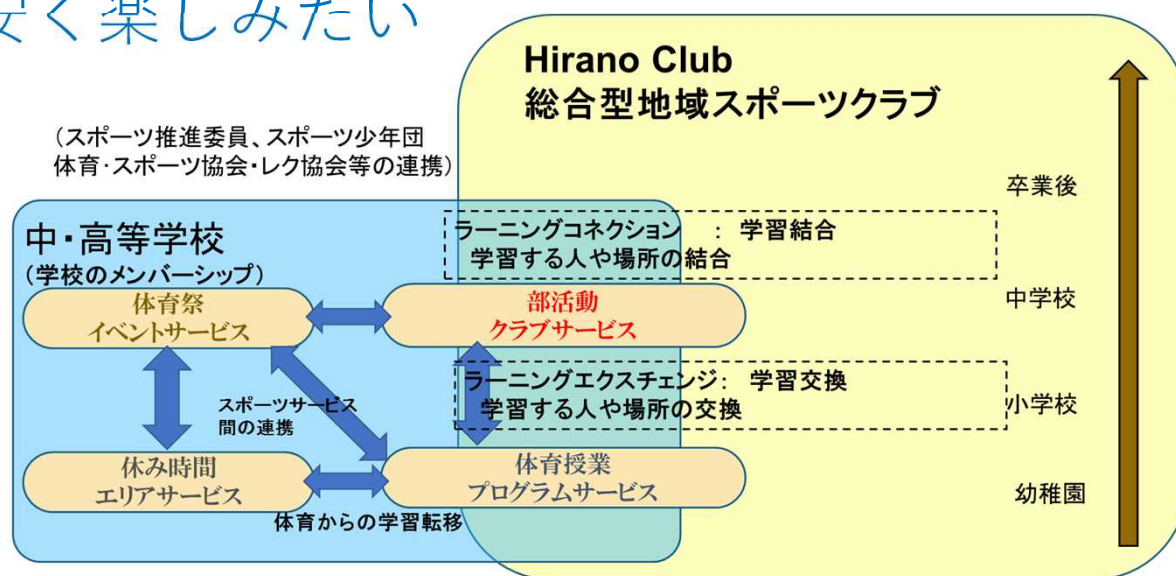 安く楽しみたい
Hirano Club
総合型地域スポーツクラブ
(スポーツ推進委員、スポーツ少年団
体育・スポーツ協会・レク協会等の連携)
卒業後
中・高等学校
(学校のメンバーシップ)
ラーニングコネクション : 学習結合
学習する人や場所の結合
体育祭
イベントサービス
部活動
クラブサービス
中学校
ラーニングエクスチェンジ: 学習交換
学習する人や場所の交換
スポーツサービス
間の連携
小学校
休み時間
エリアサービス
体育授業
プログラムサービス
幼稚園
体育からの学習転移